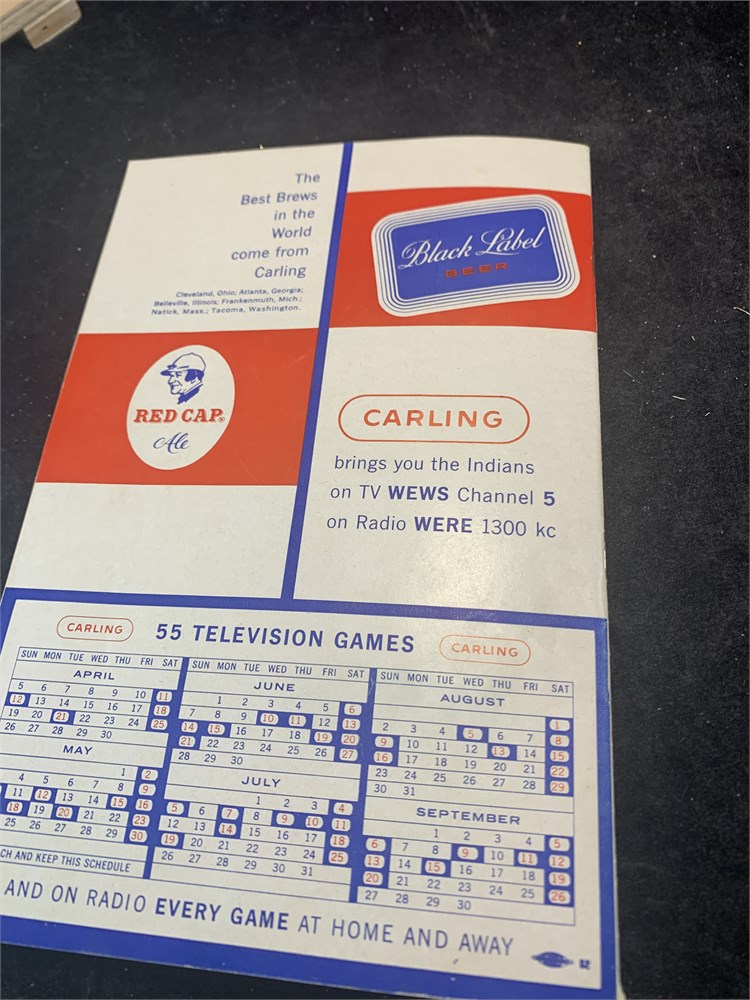 The
Best Brews
in the
World
come from
Carling
Cleveland, Ohio; Atlanta, Georgia;
Belleville, Illinois; Frankenmuth, Mich.;
Natick, Mass.; Tacoma, Washington.
Black Label
BEER
RED CAP®
Ale
CARLING
brings you the Indians
on TV WEWS Channel 5
on Radio WERE 1300 kc
CARLING
55 TELEVISION GAMES
CARLING
SUN MON TUE WED THU FRI SAT
APRIL
5 6 7 8 9 10 11
12 13 14 15 16 17 18
19 20 21 22 23 24 25
26 27 28 29 30
MAY
1 2
4 5 6 7 8 9
11 12 13 14 15 16
18 19 20 21 22 23
25 26 27 28 29 30
SUN MON TUE WED THU FRI SAT
JUNE
1 2 3 4 5 6
7 8 9 10 11 12 13
14 15 16 17 18 19 20
21 22 23 24 25 26 27
28 29 30
JULY
1 2 3 4
5 6 7 8 9 10 11
12 13 14 15 16 17 18
19 20 21 22 23 24 25
26 27 28 29 30 31
SUN MON TUE WED THU FRI SAT
AUGUST
1
2 3 4 5 6 7 8
9 10 11 12 13 14 15
16 17 18 19 20 21 22
23 24 25 26 27 28 29
30 31
SEPTEMBER
1 2 3 4 5
6 7 8 9 10 11 12
13 14 15 16 17 18 19
20 21 22 23 24 25 26
27 28 29 30
CH AND KEEP THIS SCHEDULE
AND ON RADIO EVERY GAME AT HOME AND AWAY